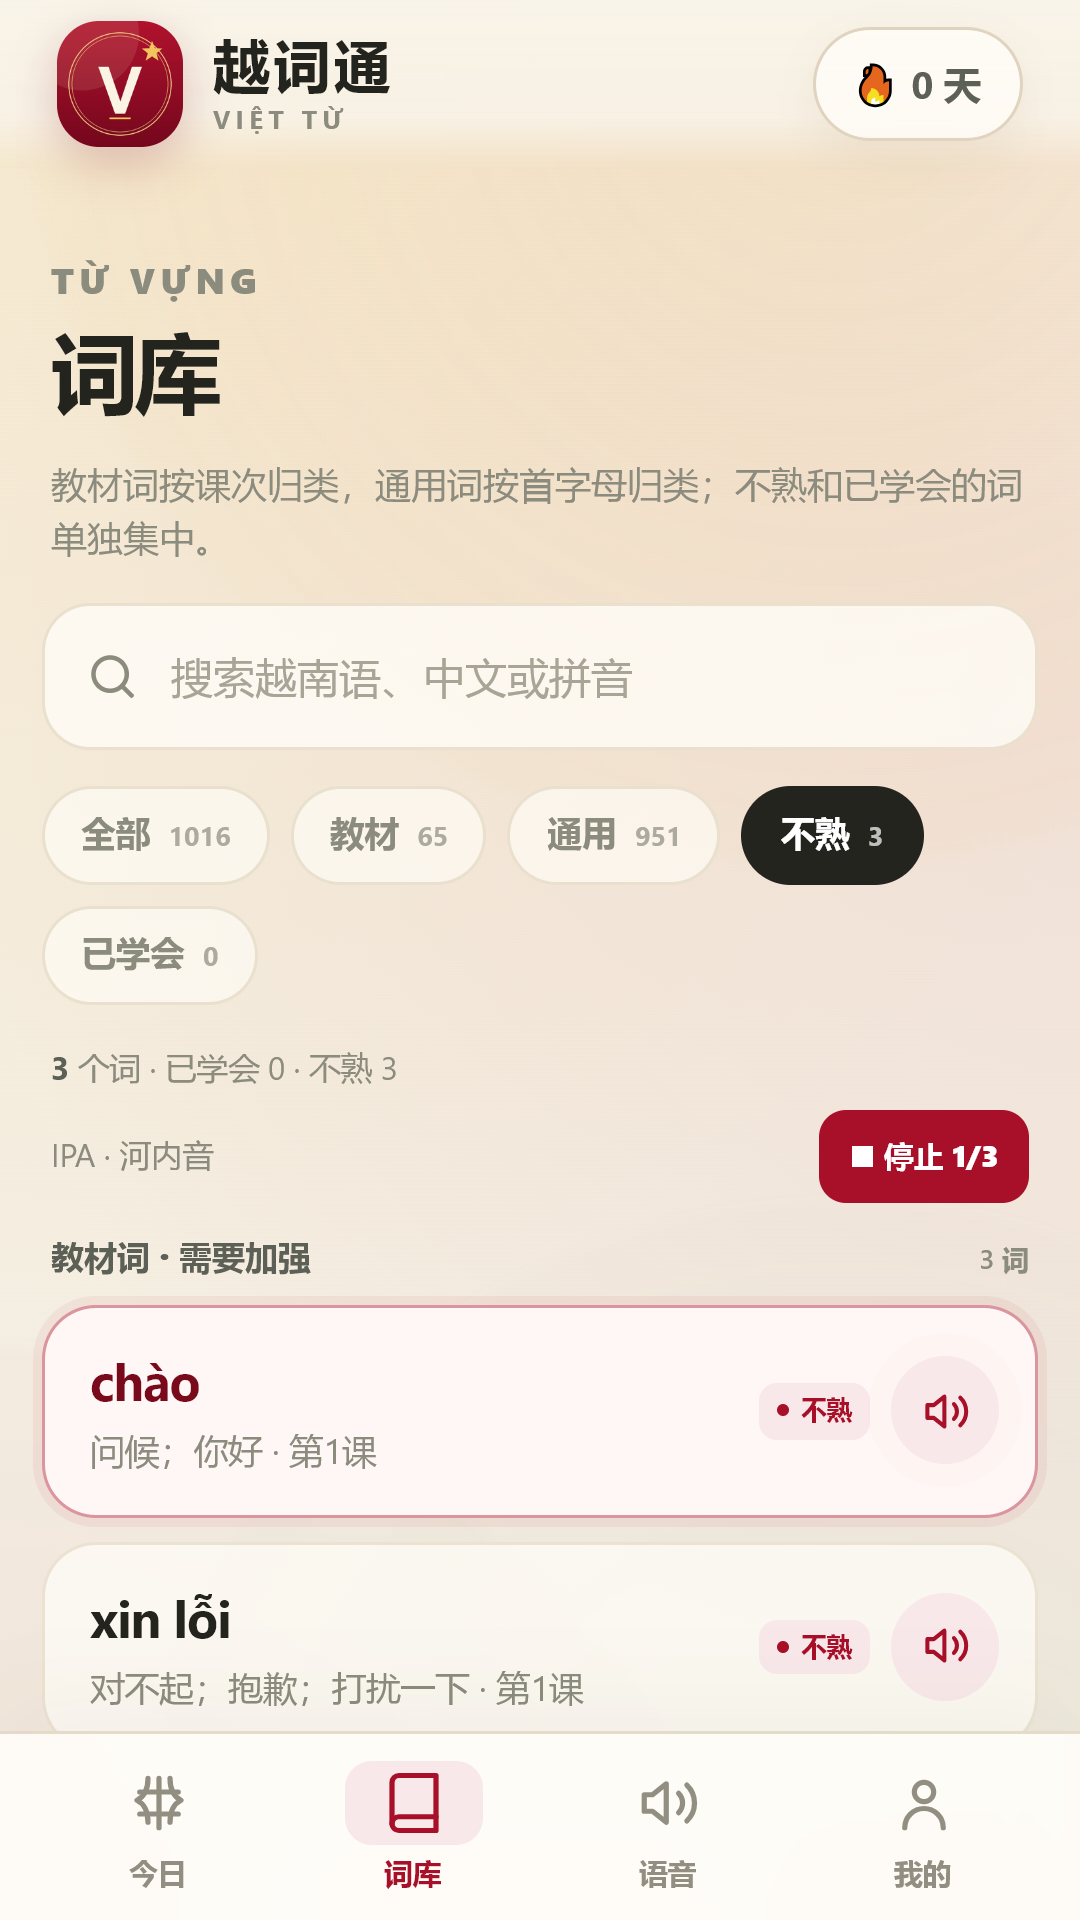 V
越词通
VIỆT TỪ
0 天
TỪ VỰNG
词库
教材词按课次归类，通用词按首字母归类；不熟和已学会的词
单独集中。
搜索越南语、中文或拼音
全部 1016
教材 65
通用 951
不熟 3
已学会 0
3 个词 · 已学会 0 · 不熟 3
IPA · 河内音
停止 1/3
教材词 · 需要加强
3 词
chào
问候；你好 · 第1课
不熟
xin lỗi
对不起；抱歉；打扰一下 · 第1课
不熟
今日
词库
语音
我的